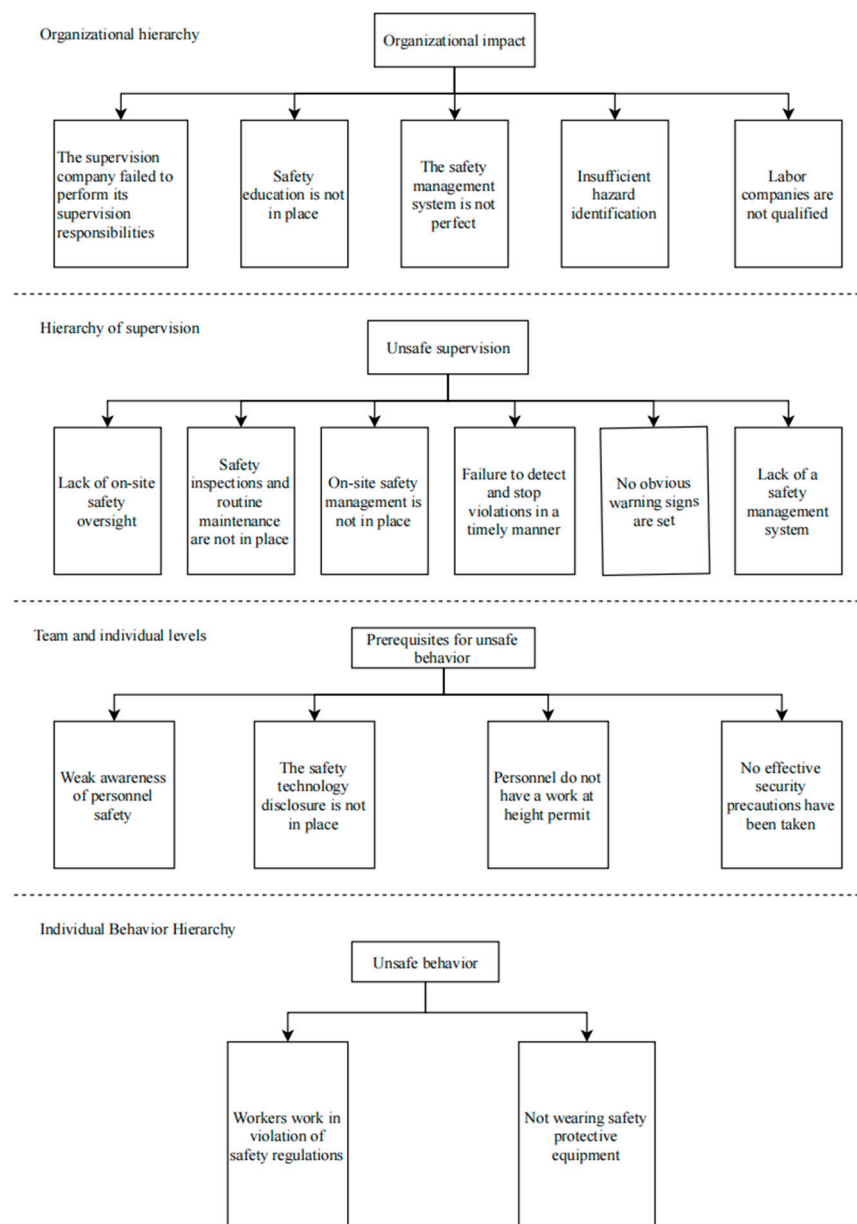 Organizational hierarchy
Organizational impact
The supervision
company failed to
perform its
supervision
responsibilities
Safety
education is not
in place
The safety
management
system is not
perfect
Insufficient
hazard
identification
Labor
companies are
not qualified
Hierarchy of supervision
Unsafe supervision
Lack of on-site
safety
oversight
Safety
inspections and
routine
maintenance
are not in place
On-site safety
management is
not in place
Failure to detect
and stop
violations in a
timely manner
No obvious
warning signs
are set
Lack of a
safety
management
system
Team and individual levels
Prerequisites for unsafe
behavior
Weak awareness
of personnel
safety
The safety
technology
disclosure is not
in place
Personnel do not
have a work at
height permit
No effective
security
precautions have
been taken
Individual Behavior Hierarchy
Unsafe behavior
Workers work in
violation of
safety regulations
Not wearing safety
protective
equipment